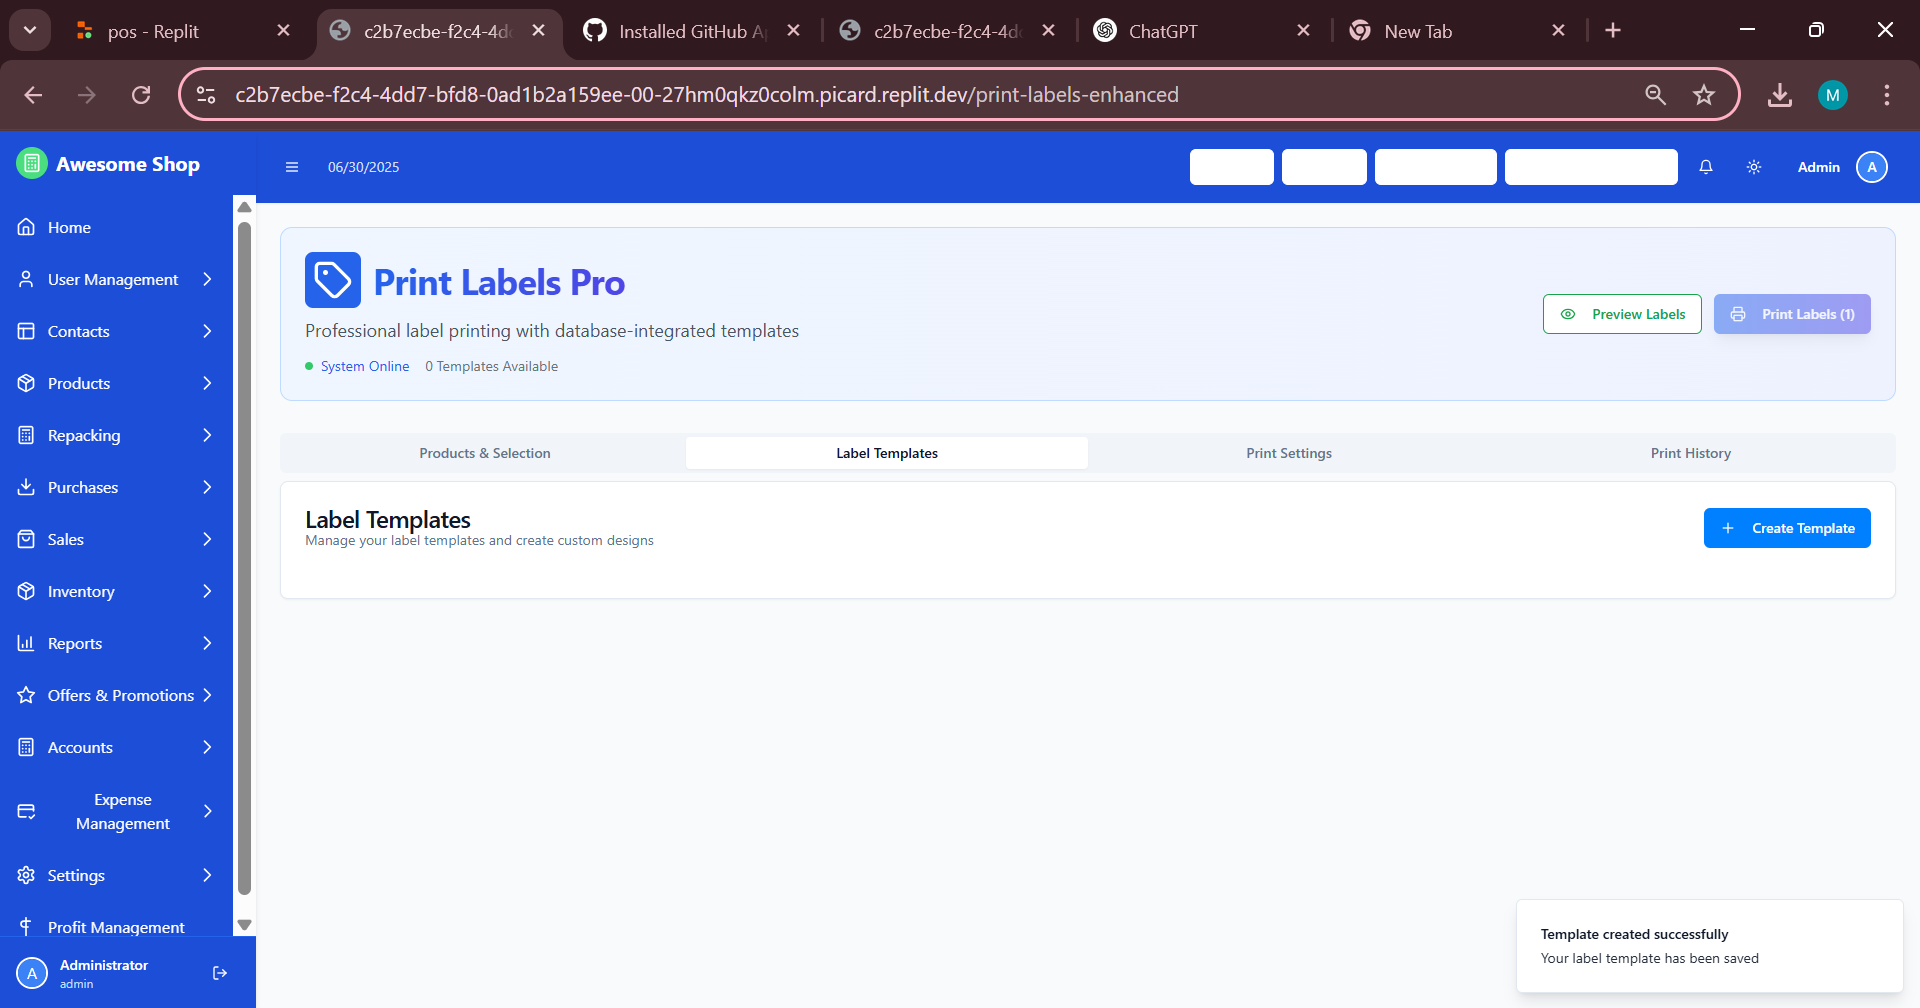 pos - Replit
c2b7ecbe-f2c4-4d
Installed GitHub A
c2b7ecbe-f2c4-4d
ChatGPT
New Tab
c2b7ecbe-f2c4-4dd7-bfd8-0ad1b2a159ee-00-27hm0qkz0colm.picard.replit.dev/print-labels-enhanced
M
Awesome Shop
06/30/2025
Admin
A
Home
User Management
Contacts
Products
Repacking
Purchases
Sales
Inventory
Reports
Offers & Promotions
Accounts
Expense
Management
Settings
Profit Management
A
Administrator
admin
Print Labels Pro
Professional label printing with database-integrated templates
System Online
0 Templates Available
Preview Labels
Print Labels (1)
Products & Selection
Label Templates
Print Settings
Print History
Label Templates
Manage your label templates and create custom designs
Create Template
Template created successfully
Your label template has been saved